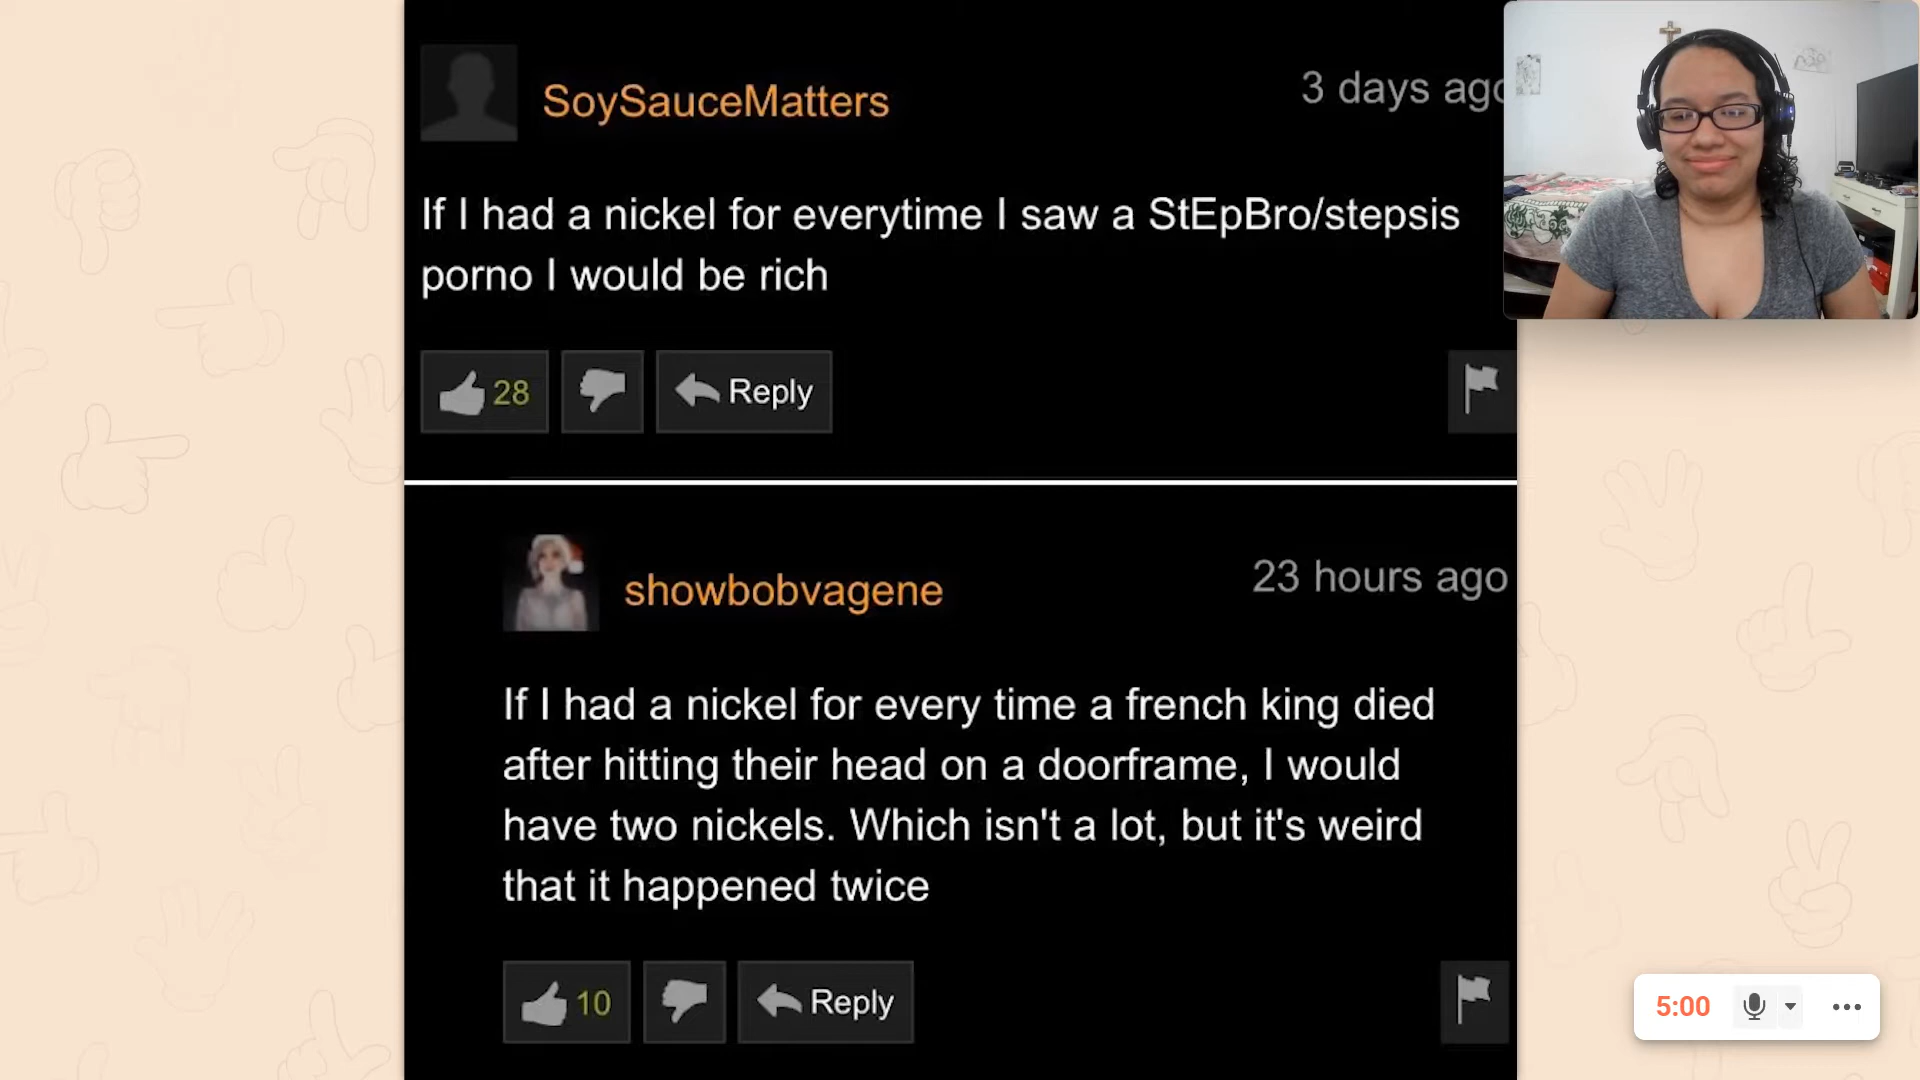 SoySauceMatters
3 days ago
If I had a nickel for everytime I saw a StEpBro/stepsis
porno I would be rich
28
Reply
showbobvagene
23 hours ago
If I had a nickel for every time a french king died
after hitting their head on a doorframe, I would
have two nickels. Which isn't a lot, but it's weird
that it happened twice
10
Reply
5:00